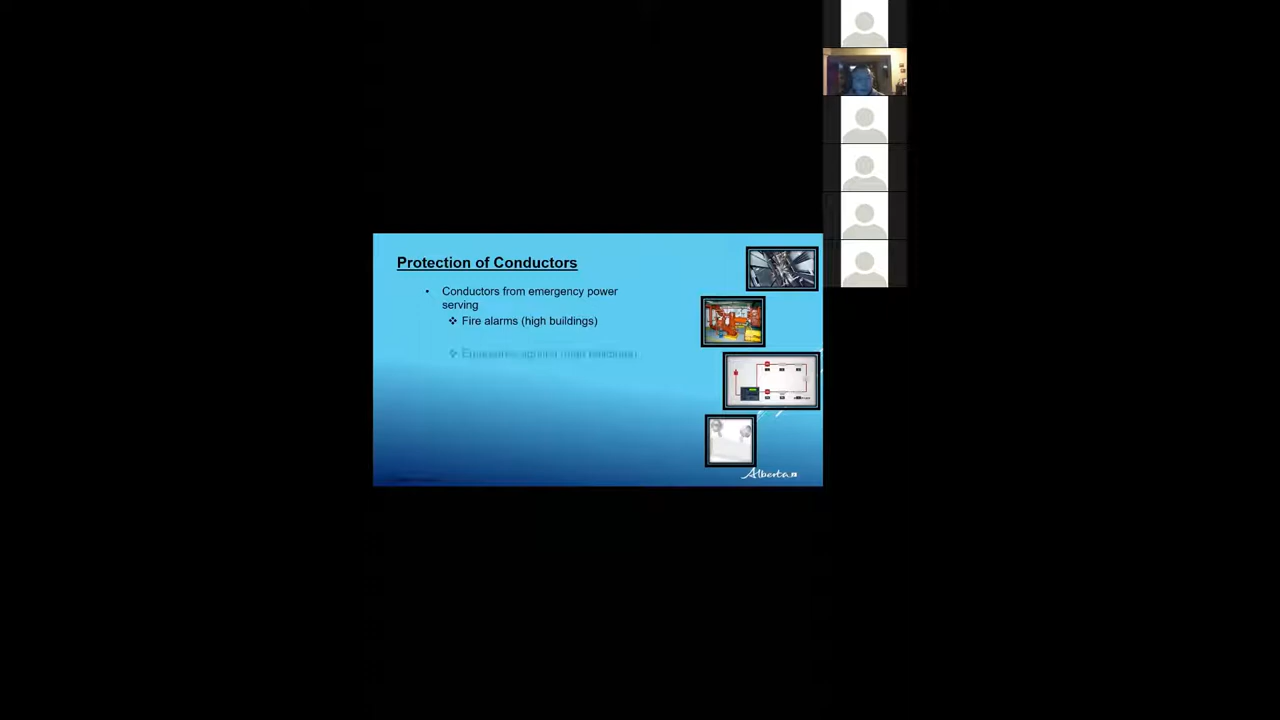 Protection of Conductors
• Conductors from emergency power
serving
❖ Fire alarms (high buildings)
Alberta